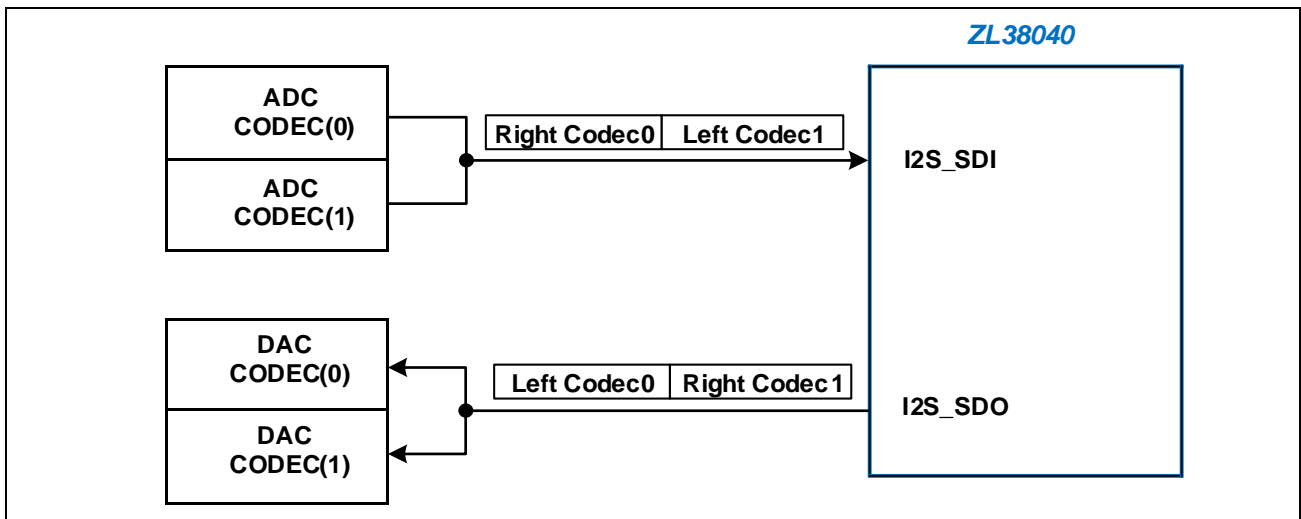 ZL38040
ADC
CODEC(0)
Right Codec0 Left Codec1
I2S_SDI
ADC
CODEC(1)
DAC
CODEC(0)
Left Codec0 Right Codec1
I2S_SDO
DAC
CODEC(1)